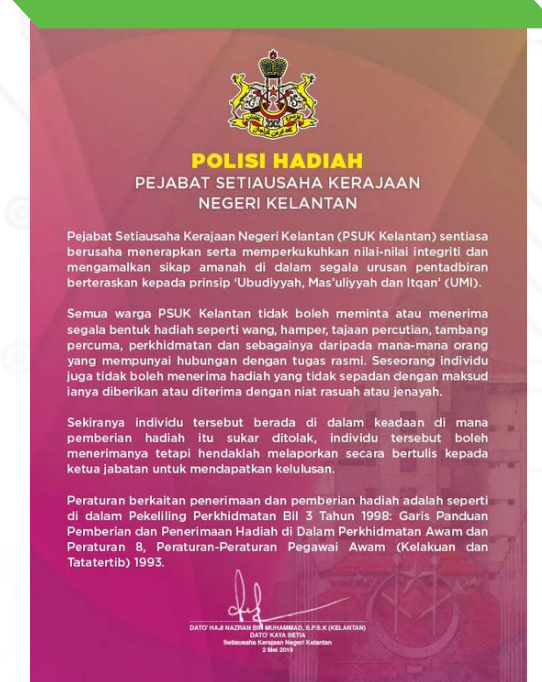 POLISI HADIAH
PEJABAT SETIAUSAHA KERAJAAN
NEGERI KELANTAN
Pejabat Setiausaha Kerajaan Negeri Kelantan (PSUK Kelantan) sentiasa
berusaha menerapkan serta memperkukuhkan nilai-nilai integriti dan
mengamalkan sikap amanah di dalam segala urusan pentadbiran
berteraskan kepada prinsip ‘Ubudiyyah, Mas’uliyyah dan Itqan’ (UMI).
Semua warga PSUK Kelantan tidak boleh meminta atau menerima
segala bentuk hadiah seperti wang, hamper, tajaan percutian, tambang
percuma, perkhidmatan dan sebagainya daripada mana-mana orang
yang mempunyai hubungan dengan tugas rasmi. Seseorang individu
juga tidak boleh menerima hadiah yang tidak sepadan dengan maksud
ianya diberikan atau diterima dengan niat rasuah atau jenayah.
Sekiranya individu tersebut berada di dalam keadaan di mana
pemberian hadiah itu sukar ditolak, individu tersebut boleh
menerimanya tetapi hendaklah melaporkan secara bertulis kepada
ketua jabatan untuk mendapatkan kelulusan.
Peraturan berkaitan penerimaan dan pemberian hadiah adalah seperti
di dalam Pekeliling Perkhidmatan Bil 3 Tahun 1998: Garis Panduan
Pemberian dan Penerimaan Hadiah di Dalam Perkhidmatan Awam dan
Peraturan 8, Peraturan-Peraturan Pegawai Awam (Kelakuan dan
Tatatertib) 1993.
DATO' HAJI NAZRAN BIN MUHAMMAD, S.P.S.K (KELANTAN)
DATO' KAYA SETIA
Setiausaha Kerajaan Negeri Kelantan
2 Mei 2019